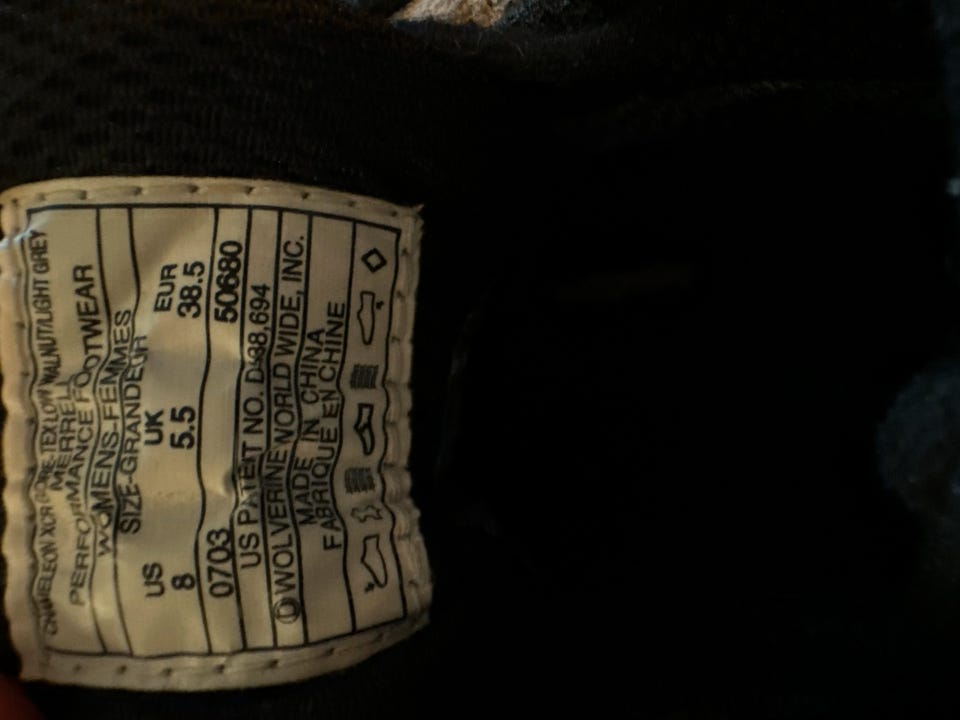 CHAMELEON XCR GORE-TEX LOW WALNUT/LIGHT GREY
MERRELL
PERFORMANCE FOOTWEAR
WOMENS-FEMMES
SIZE-GRANDEUR
US UK EUR
8 5.5 38.5
0703 50680
US PATENT NO. D-38,694
©WOLVERINE WORLD WIDE, INC.
MADE IN CHINA
FABRIQUE EN CHINE